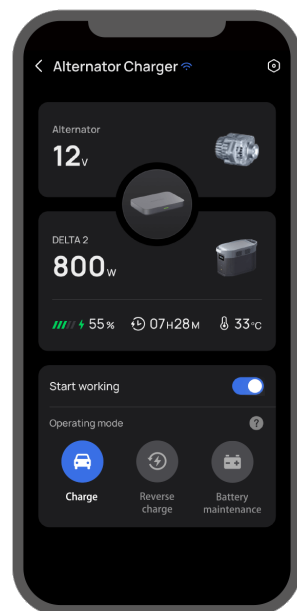 Alternator Charger
Alternator
12v
DELTA 2
800w
55% 07H28M 33°C
Start working
Operating mode ?
Charge
Reverse charge
Battery maintenance